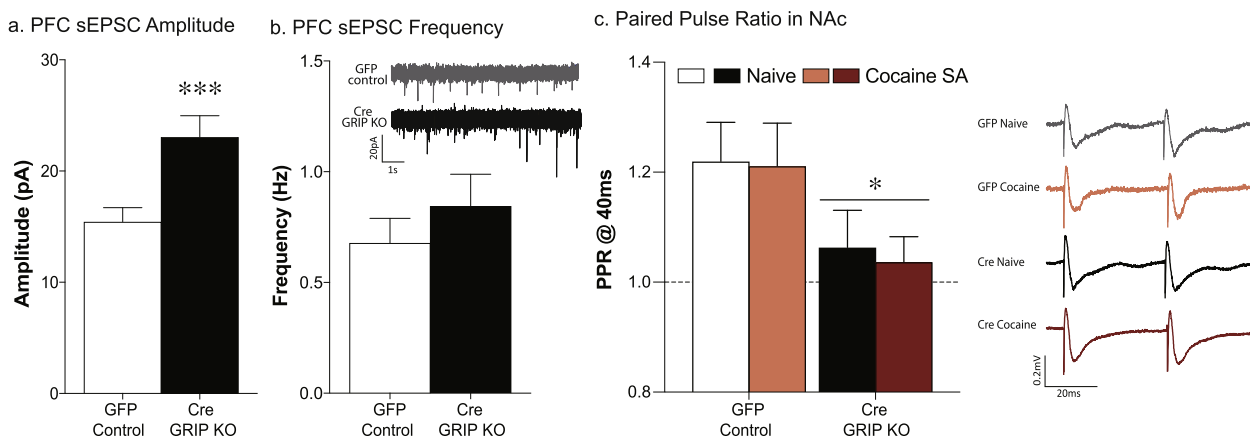 a. PFC sEPSC Amplitude
30
20
10
0
Amplitude (pA)
***
GFP
Control
Cre
GRIP KO
b. PFC sEPSC Frequency
1.5
1.0
0.5
0.0
Frequency (Hz)
GFP
control
Cre
GRIP KO
20pA
1s
GFP
Control
Cre
GRIP KO
c. Paired Pulse Ratio in NAc
1.4
1.2
1.0
0.8
PPR @ 40ms
Naive
Cocaine SA
*
GFP
Control
Cre
GRIP KO
GFP Naive
GFP Cocaine
Cre Naive
Cre Cocaine
0.2mV
20ms